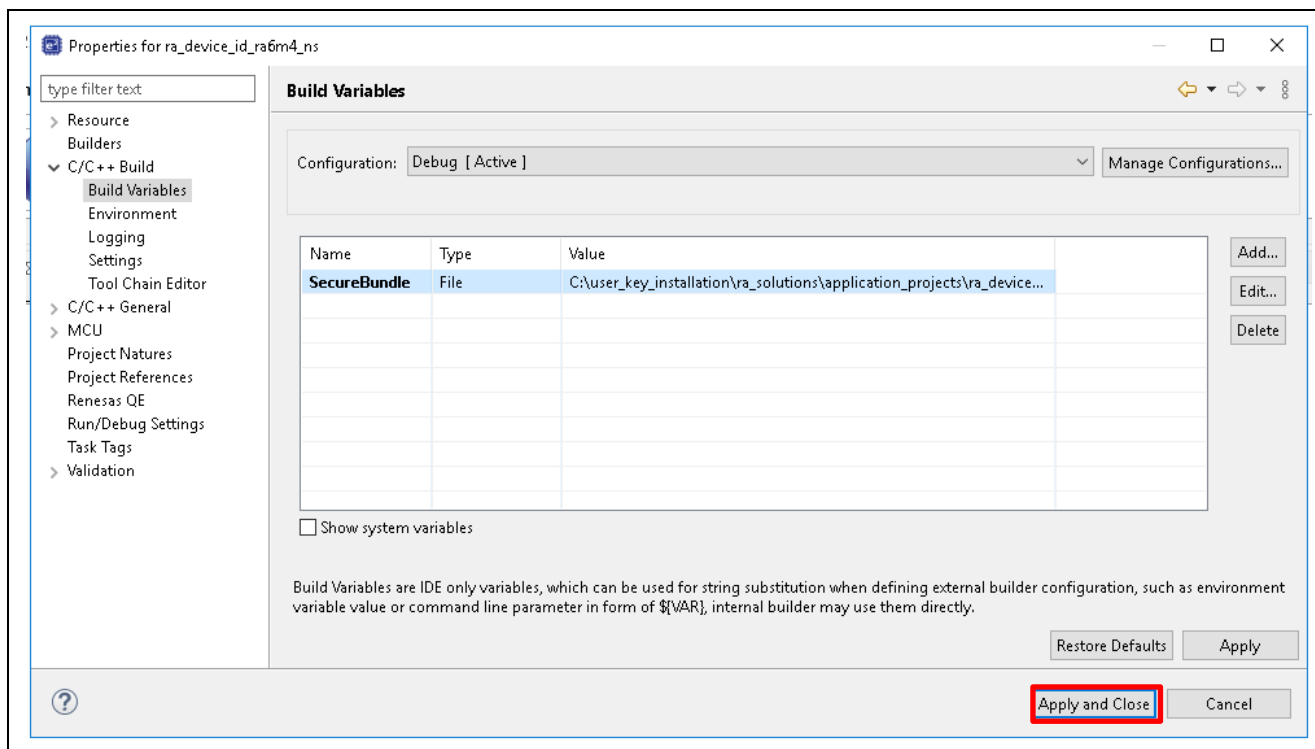 Properties for ra_device_id_ra6m4_ns
type filter text
Resource
Builders
C/C++ Build
Build Variables
Environment
Logging
Settings
Tool Chain Editor
C/C++ General
MCU
Project Natures
Project References
Renesas QE
Run/Debug Settings
Task Tags
Validation
Build Variables
Configuration: Debug [ Active ] Manage Configurations...
Name Type Value
SecureBundle File C:\user_key_installation\ra_solutions\application_projects\ra_device...
Add...
Edit...
Delete
Show system variables
Build Variables are IDE only variables, which can be used for string substitution when defining external builder configuration, such as environment
variable value or command line parameter in form of ${VAR}, internal builder may use them directly.
Restore Defaults Apply
Apply and Close Cancel